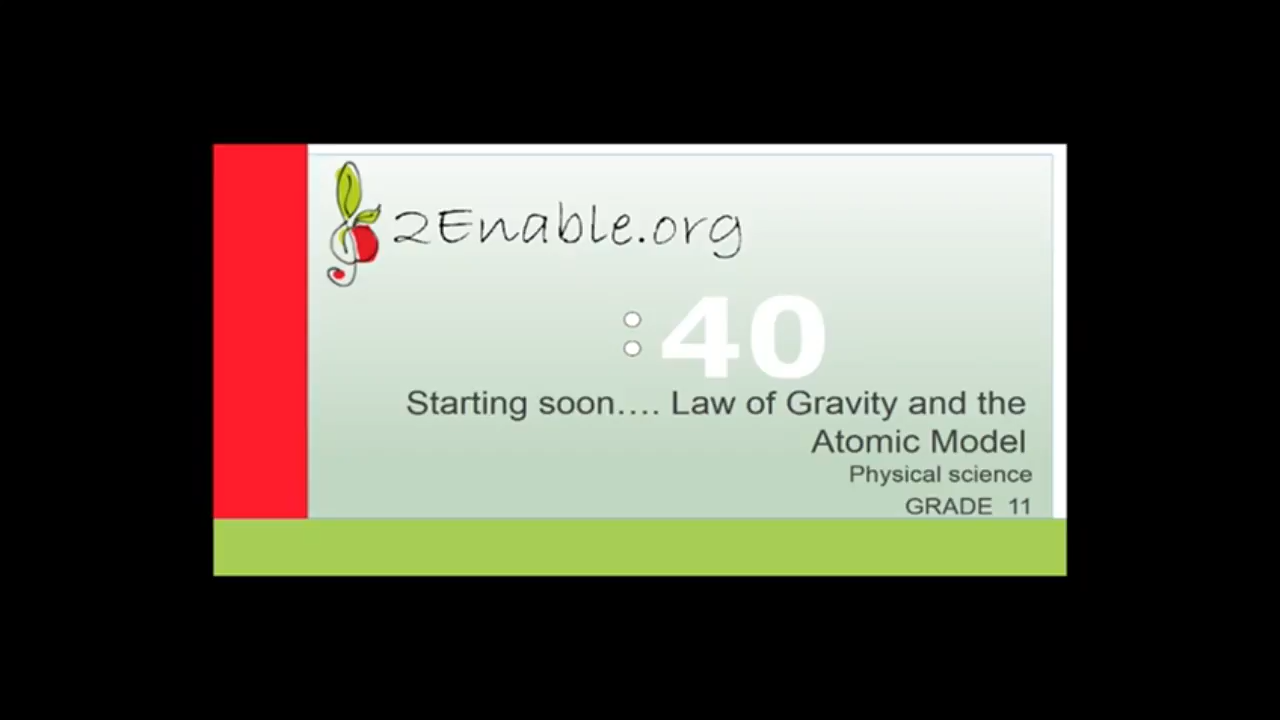 2Enable.org
:40
Starting soon.... Law of Gravity and the
Atomic Model
Physical science
GRADE 11